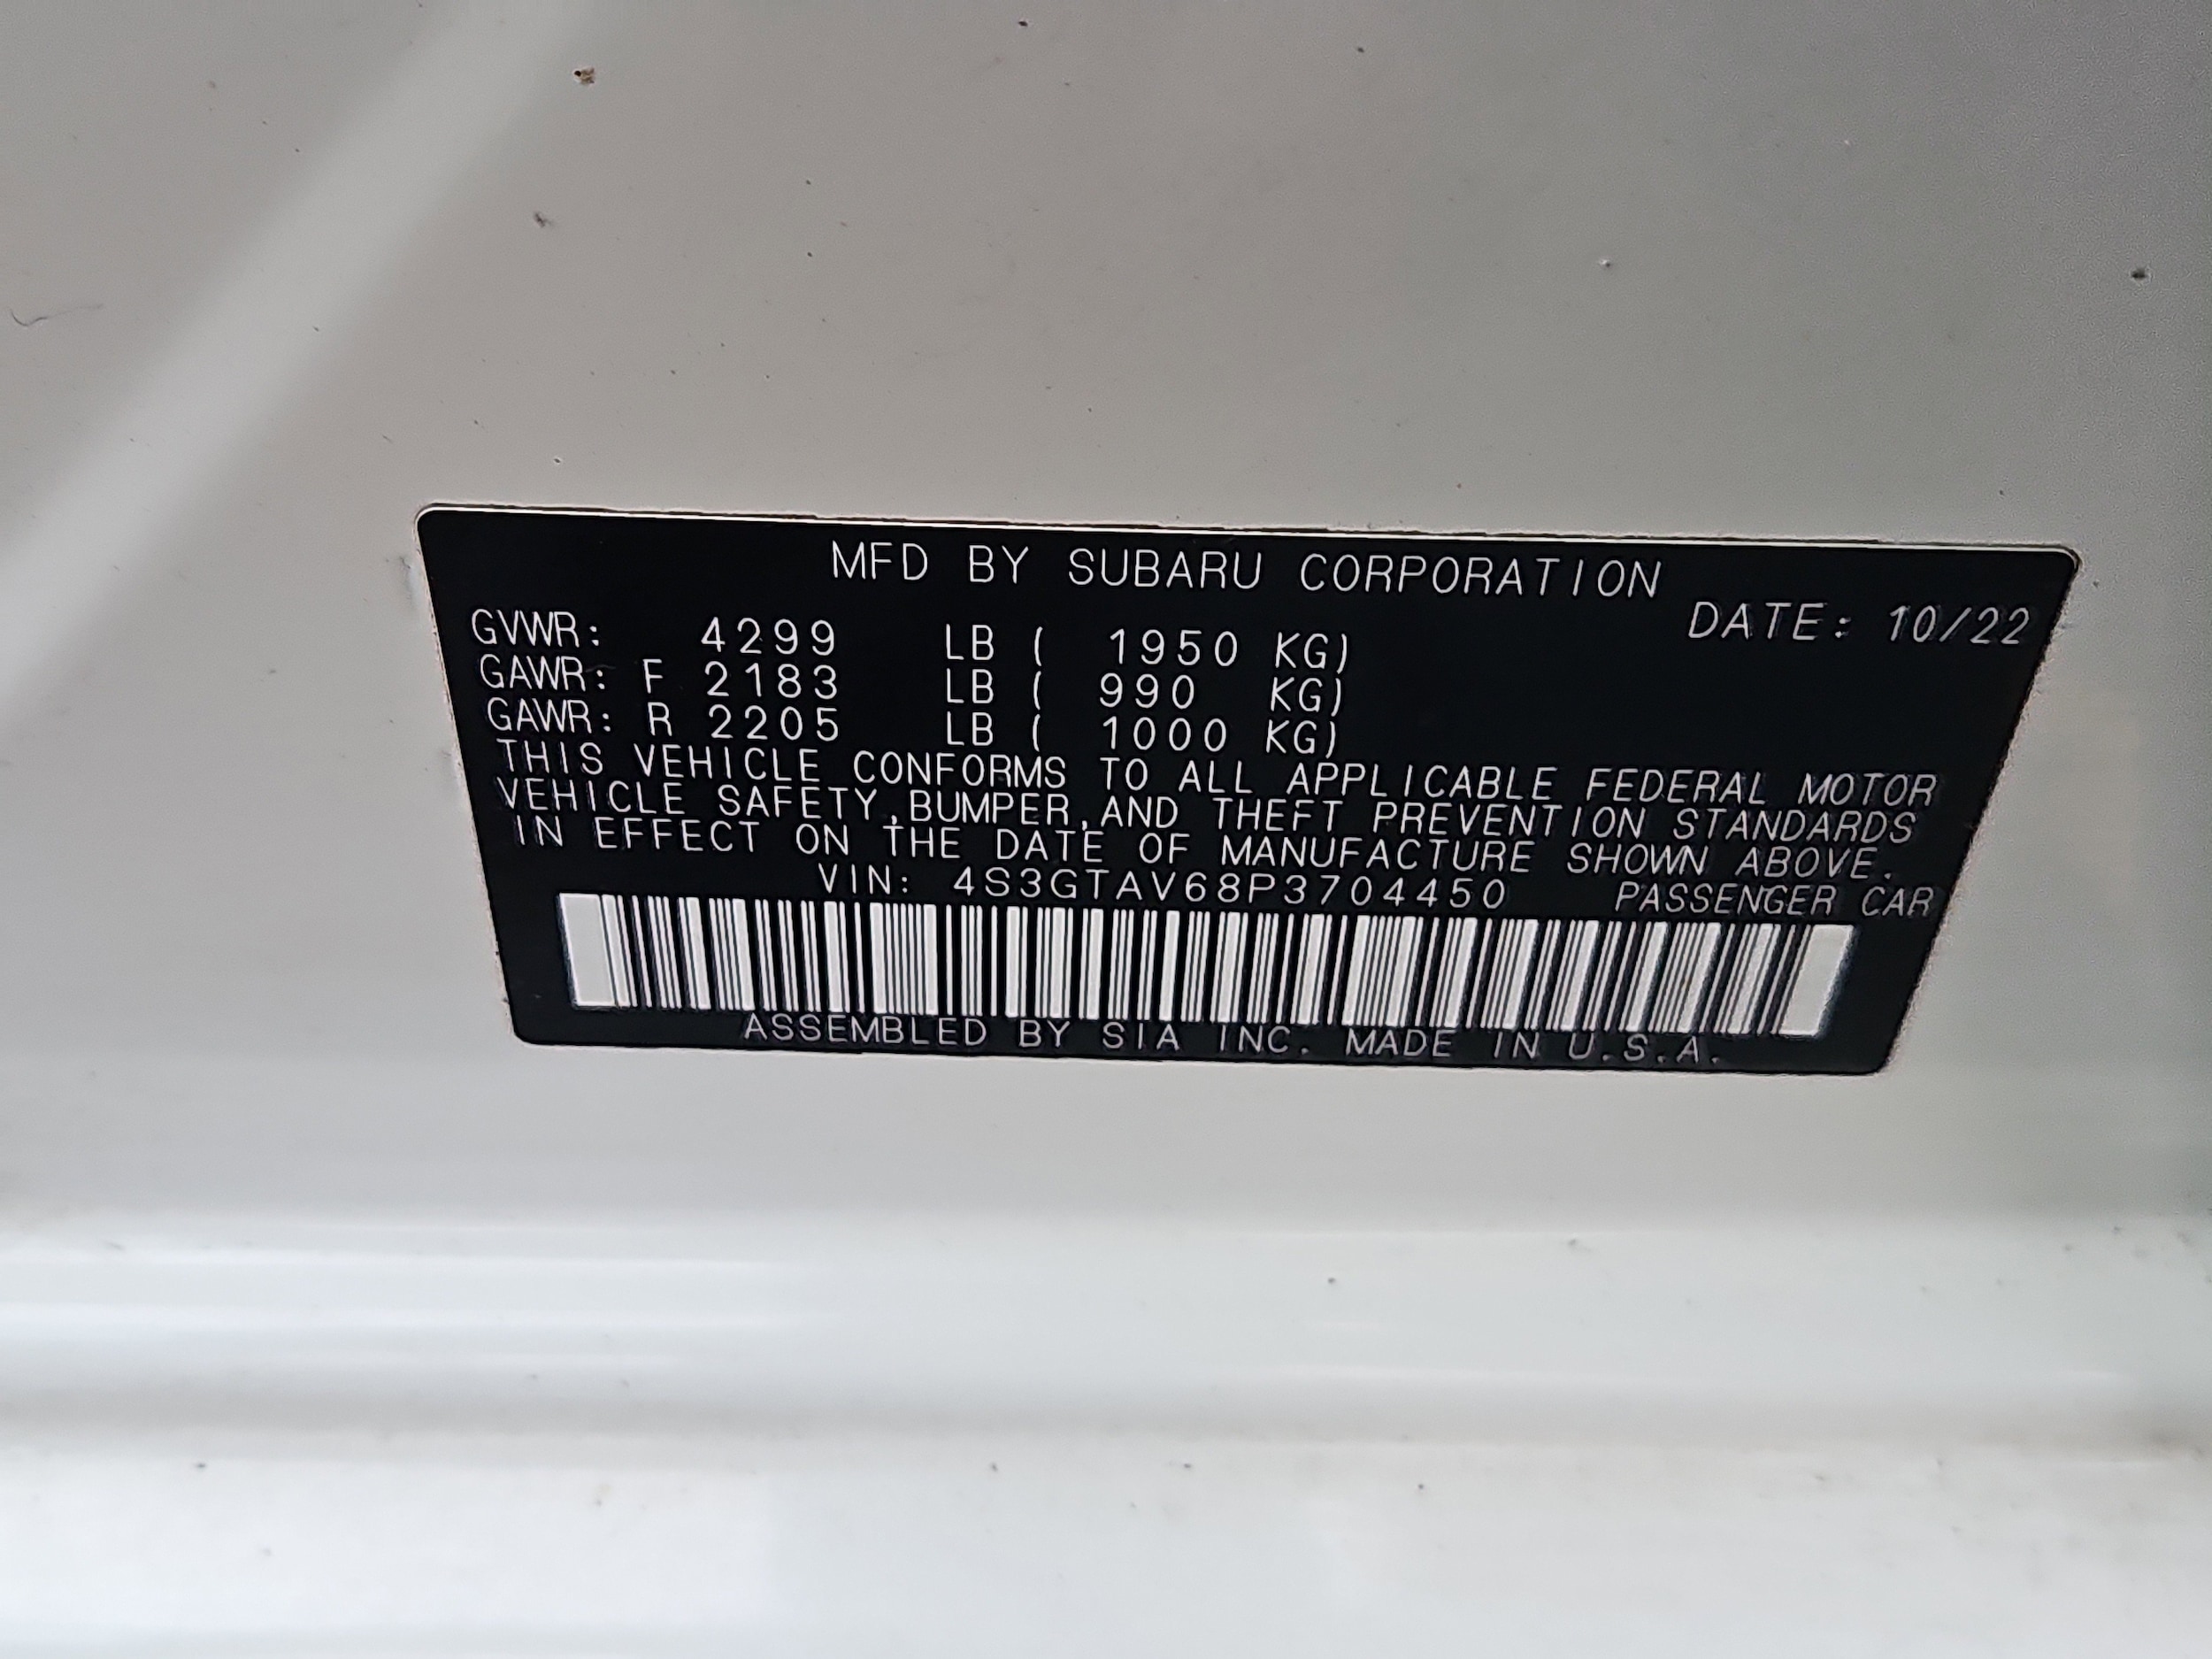 MFD BY SUBARU CORPORATION
DATE: 10/22
GVWR: 4299 LB ( 1950 KG)
GAWR: F 2183 LB ( 990 KG)
GAWR: R 2205 LB ( 1000 KG)
THIS VEHICLE CONFORMS TO ALL APPLICABLE FEDERAL MOTOR
VEHICLE SAFETY,BUMPER,AND THEFT PREVENTION STANDARDS
IN EFFECT ON THE DATE OF MANUFACTURE SHOWN ABOVE.
VIN: 4S3GTAV68P3704450 PASSENGER CAR
ASSEMBLED BY SIA INC. MADE IN U.S.A.